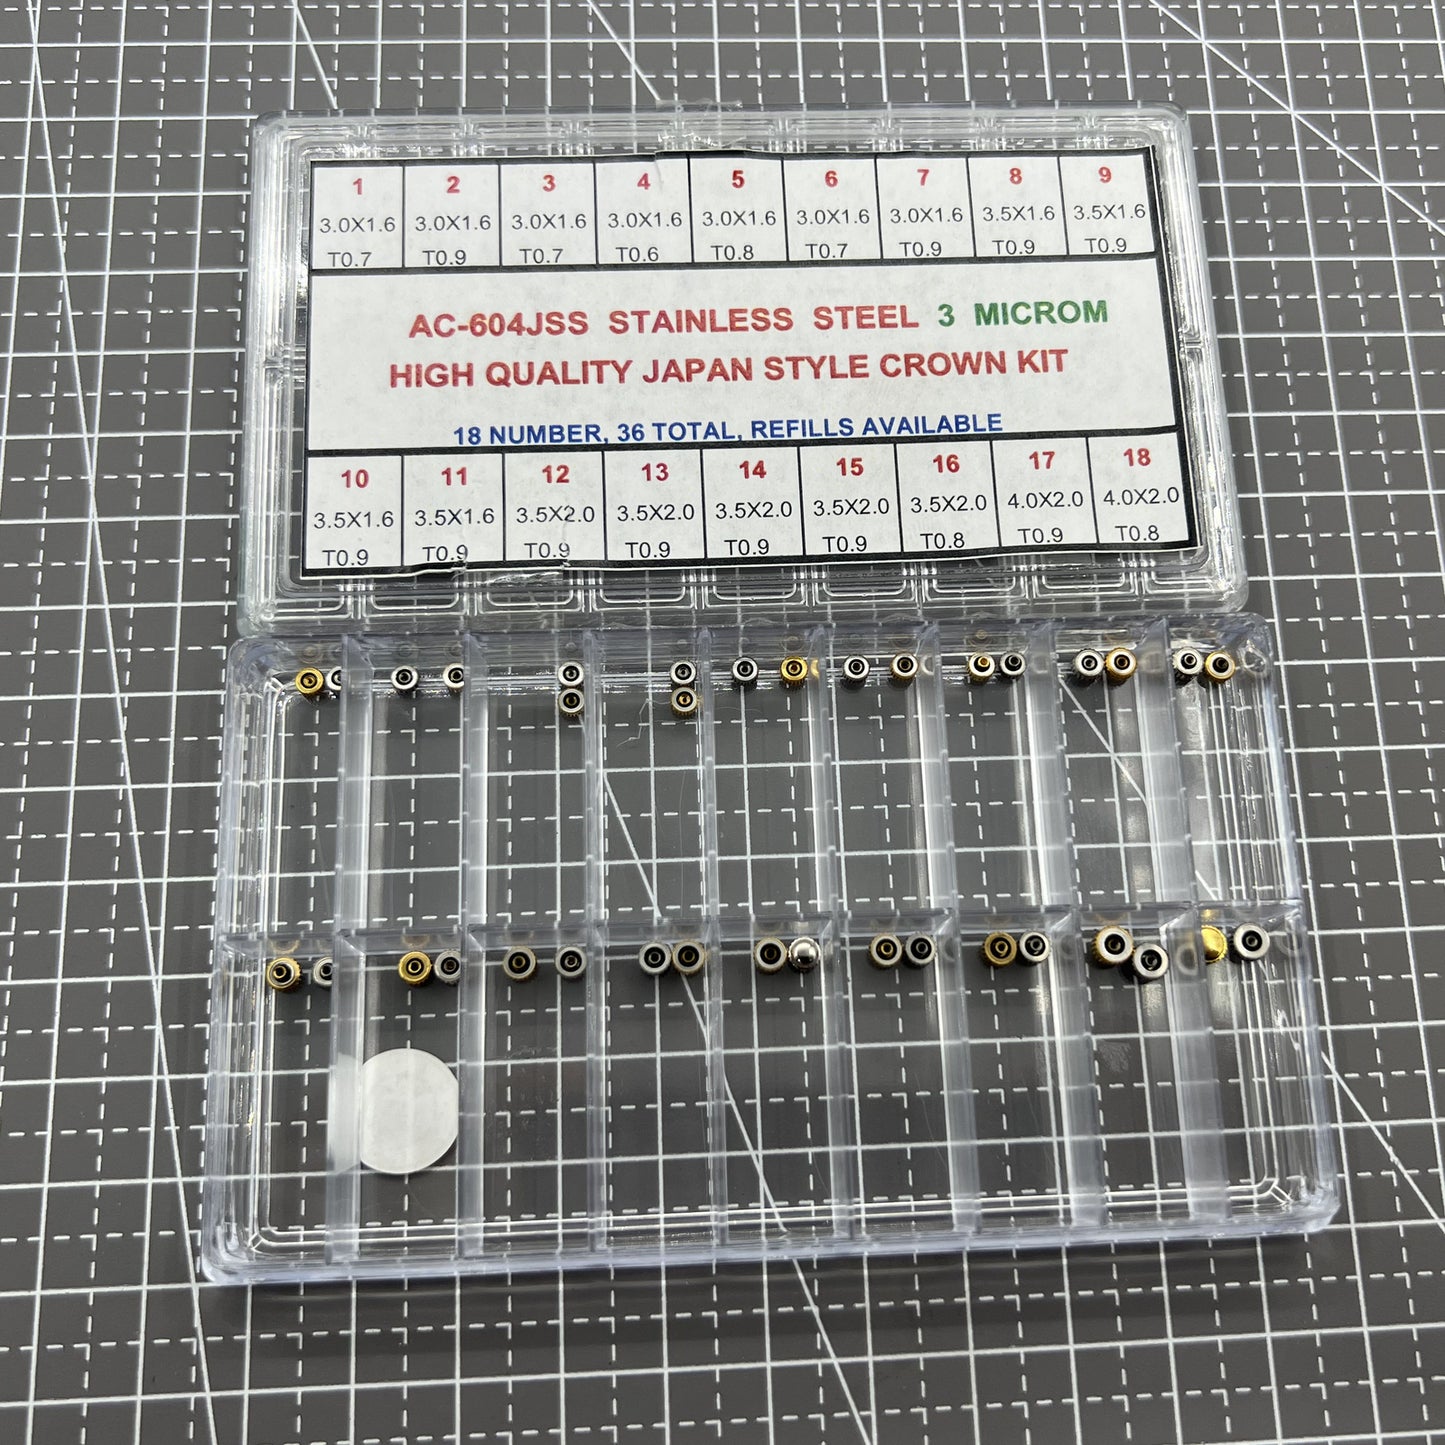 1 2 3 4 5 6 7 8 9
3.0X1.6 3.0X1.6 3.0X1.6 3.0X1.6 3.0X1.6 3.0X1.6 3.0X1.6 3.5X1.6 3.5X1.6
T0.7 T0.9 T0.7 T0.6 T0.8 T0.7 T0.9 T0.9 T0.9
AC-604JSS STAINLESS STEEL 3 MICROM
HIGH QUALITY JAPAN STYLE CROWN KIT
18 NUMBER, 36 TOTAL, REFILLS AVAILABLE
10 11 12 13 14 15 16 17 18
3.5X1.6 3.5X1.6 3.5X2.0 3.5X2.0 3.5X2.0 3.5X2.0 3.5X2.0 4.0X2.0 4.0X2.0
T0.9 T0.9 T0.9 T0.9 T0.9 T0.9 T0.8 T0.9 T0.8